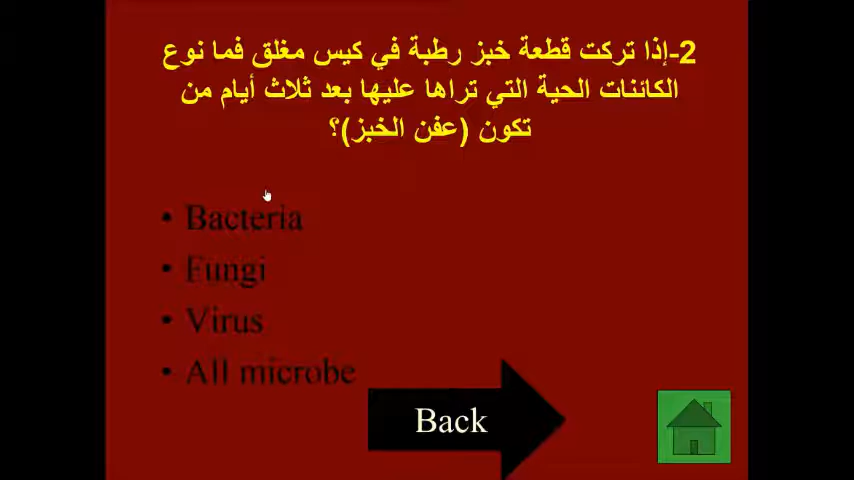 2-إذا تركت قطعة خبز رطبة في كيس مغلق فما نوع
الكائنات الحية التي تراها عليها بعد ثلاث أيام من
تكون (عفن الخبز)؟
• Bacteria
• Fungi
• Virus
• All microbe
Back